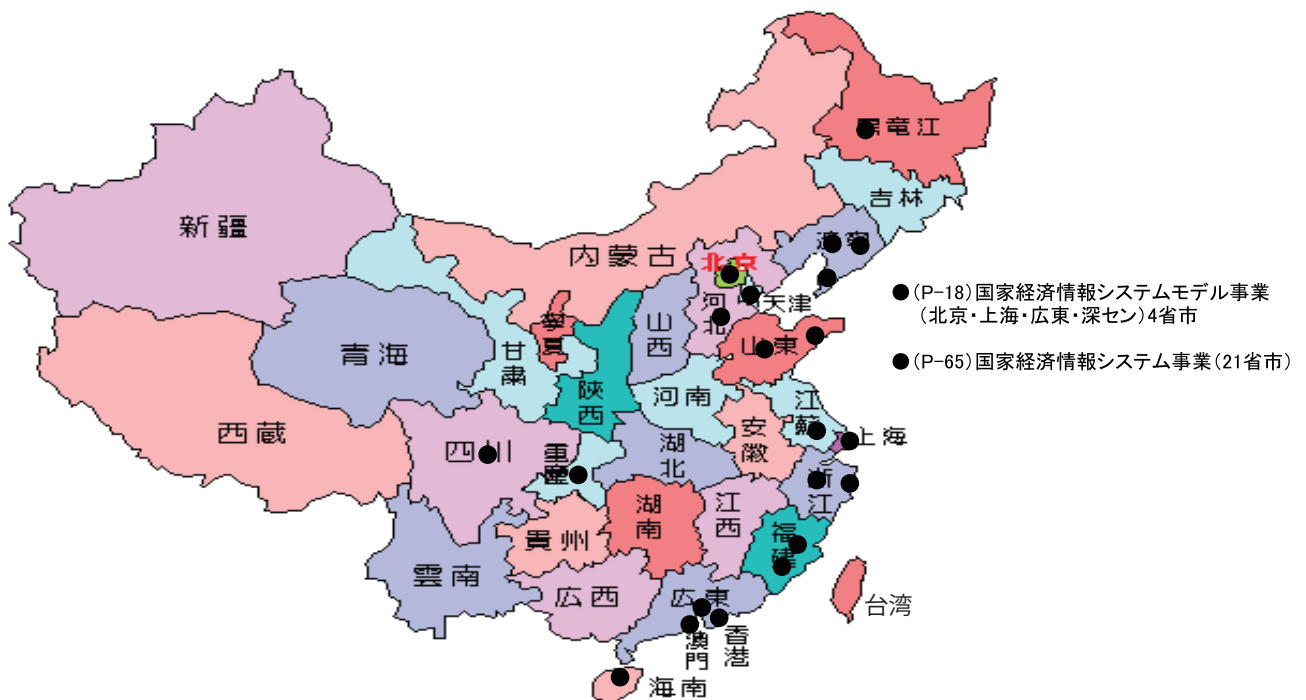 黒竜江
吉林
遼寧
新疆
内蒙古
北京
天津
河北
山西
山東
寧夏
甘粛
青海
陝西
河南
江蘇
安徽
上海
西蔵
四川
重慶
湖北
浙江
江西
湖南
貴州
福建
雲南
広西
広東
台湾
香港
澳門
海南
●(P-18)国家経済情報システムモデル事業
(北京・上海・広東・深セン)4省市
●(P-65)国家経済情報システム事業(21省市)